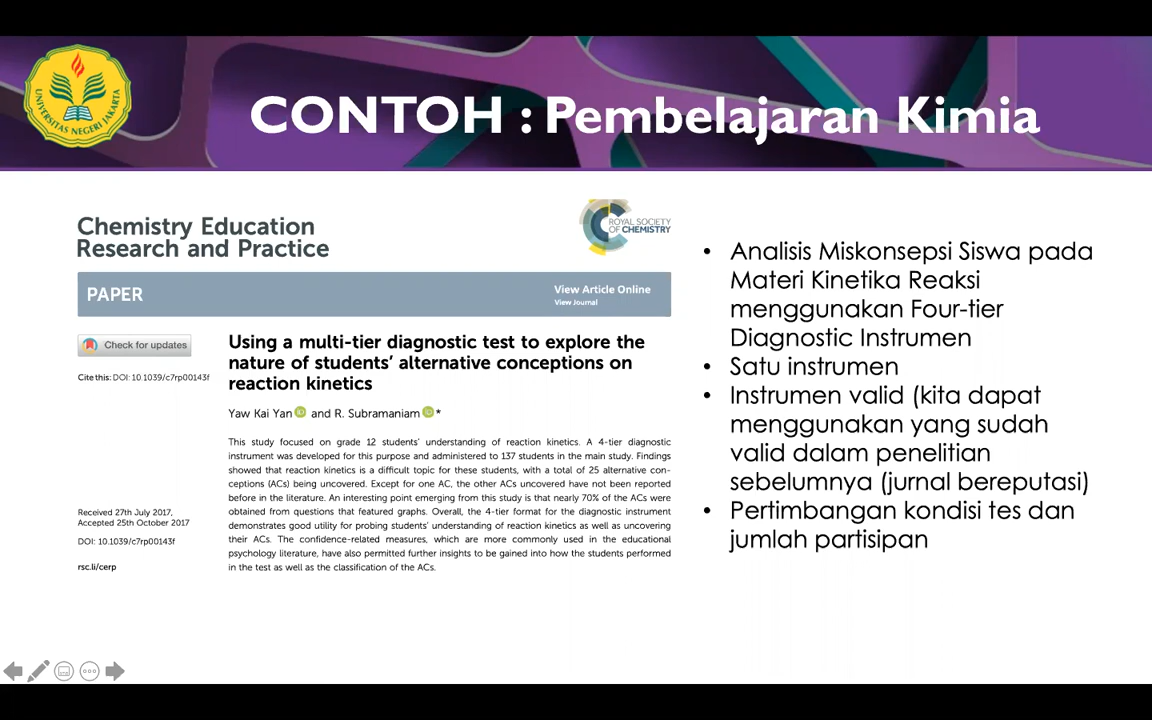 UNIVERSITAS NEGERI JAKARTA
CONTOH : Pembelajaran Kimia
Chemistry Education
Research and Practice
ROYAL SOCIETY
OF CHEMISTRY
PAPER
View Article Online
View Journal
Check for updates
Cite this: DOI: 10.1039/c7rp00143f
Using a multi-tier diagnostic test to explore the
nature of students’ alternative conceptions on
reaction kinetics
Yaw Kai Yan and R. Subramaniam *
This study focused on grade 12 students’ understanding of reaction kinetics. A 4-tier diagnostic
instrument was developed for this purpose and administered to 137 students in the main study. Findings
showed that reaction kinetics is a difficult topic for these students, with a total of 25 alternative con-
ceptions (ACs) being uncovered. Except for one AC, the other ACs uncovered have not been reported
before in the literature. An interesting point emerging from this study is that nearly 70% of the ACs were
obtained from questions that featured graphs. Overall, the 4-tier format for the diagnostic instrument
demonstrates good utility for probing students’ understanding of reaction kinetics as well as uncovering
their ACs. The confidence-related measures, which are more commonly used in the educational
psychology literature, have also permitted further insights to be gained into how the students performed
in the test as well as the classification of the ACs.
Received 27th July 2017,
Accepted 25th October 2017
DOI: 10.1039/c7rp00143f
rsc.li/cerp
• Analisis Miskonsepsi Siswa pada
Materi Kinetika Reaksi
menggunakan Four-tier
Diagnostic Instrumen
• Satu instrumen
• Instrumen valid (kita dapat
menggunakan yang sudah
valid dalam penelitian
sebelumnya (jurnal bereputasi)
• Pertimbangan kondisi tes dan
jumlah partisipan